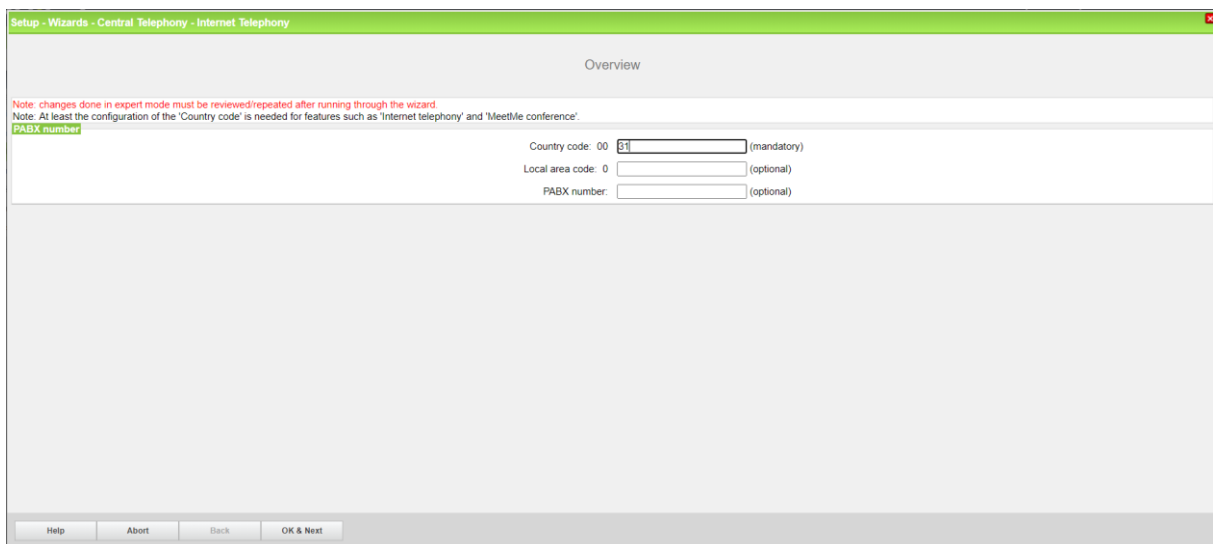 Setup - Wizards - Central Telephony - Internet Telephony
Overview
Note: changes done in expert mode must be reviewed/repeated after running through the wizard.
Note: At least the configuration of the 'Country code' is needed for features such as 'Internet telephony' and 'MeetMe conference'.
PABX number
Country code: 00 31 (mandatory)
Local area code: 0 (optional)
PABX number: (optional)
Help Abort Back OK & Next